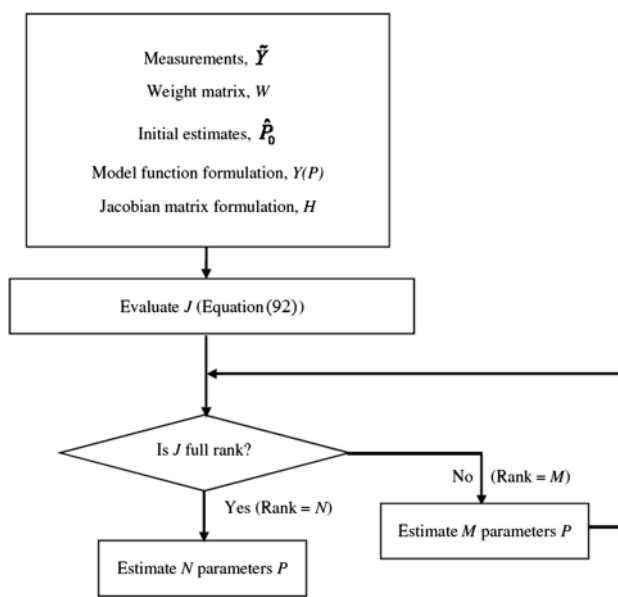 Measurements, Ỹ
Weight matrix, W
Initial estimates, P̂₀
Model function formulation, Y(P)
Jacobian matrix formulation, H
Evaluate J (Equation (92))
Is J full rank?
No (Rank = M)
Yes (Rank = N)
Estimate M parameters P
Estimate N parameters P